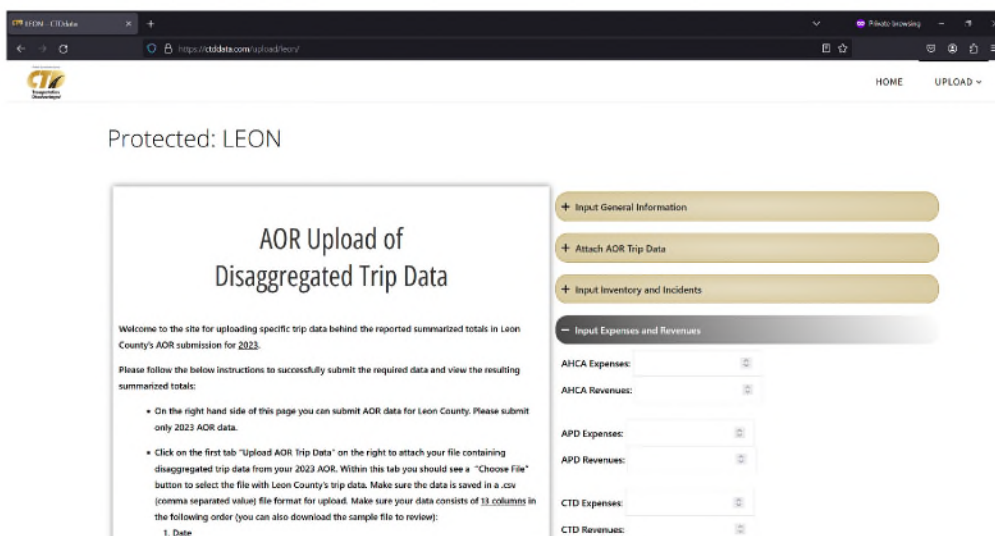 LEON - CTDdata
Private browsing
https://ctddata.com/upload/leon/
Transportation
Disadvantaged
HOME
UPLOAD
Protected: LEON
AOR Upload of
Disaggregated Trip Data
Welcome to the site for uploading specific trip data behind the reported summarized totals in Leon
County's AOR submission for 2023.
Please follow the below instructions to successfully submit the required data and view the resulting
summarized totals:
• On the right hand side of this page you can submit AOR data for Leon County. Please submit
only 2023 AOR data.
• Click on the first tab "Upload AOR Trip Data" on the right to attach your file containing
disaggregated trip data from your 2023 AOR. Within this tab you should see a "Choose File"
button to select the file with Leon County's trip data. Make sure the data is saved in a .csv
(comma separated value) file format for upload. Make sure your data consists of 13 columns in
the following order (you can also download the sample file to review):
1. Date
+ Input General Information
+ Attach AOR Trip Data
+ Input Inventory and Incidents
− Input Expenses and Revenues
AHCA Expenses:
AHCA Revenues:
APD Expenses:
APD Revenues:
CTD Expenses:
CTD Revenues: